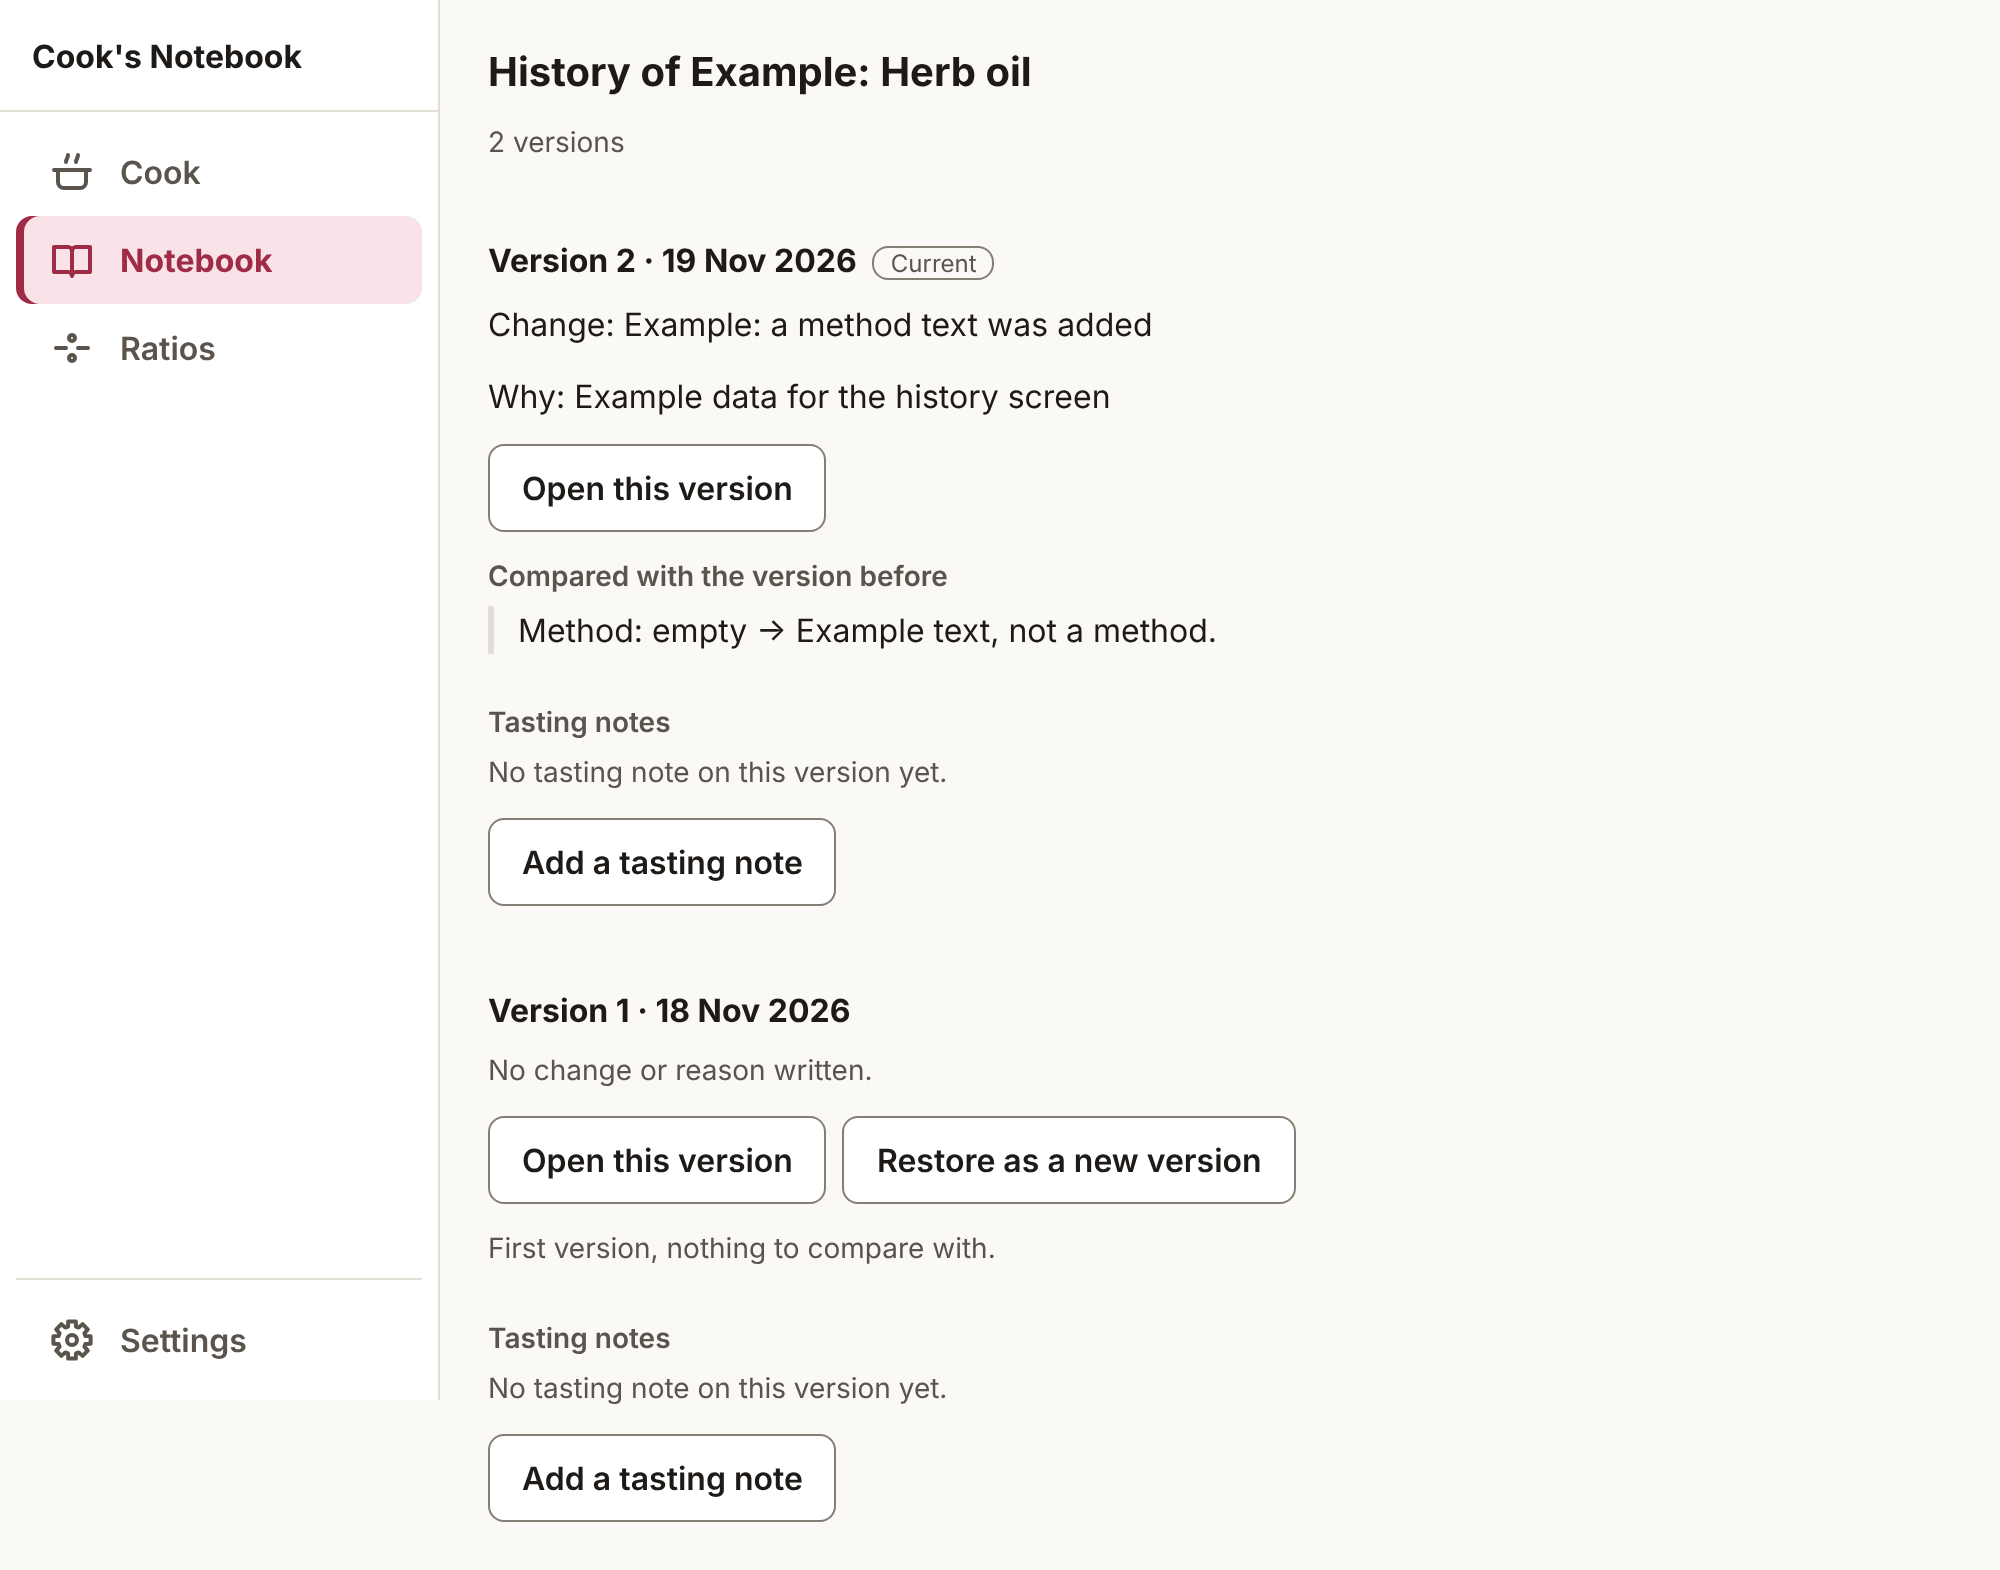 Cook's Notebook
Cook
Notebook
Ratios
Settings
History of Example: Herb oil
2 versions
Version 2 · 19 Nov 2026 Current
Change: Example: a method text was added
Why: Example data for the history screen
Open this version
Compared with the version before
Method: empty → Example text, not a method.
Tasting notes
No tasting note on this version yet.
Add a tasting note
Version 1 · 18 Nov 2026
No change or reason written.
Open this version Restore as a new version
First version, nothing to compare with.
Tasting notes
No tasting note on this version yet.
Add a tasting note